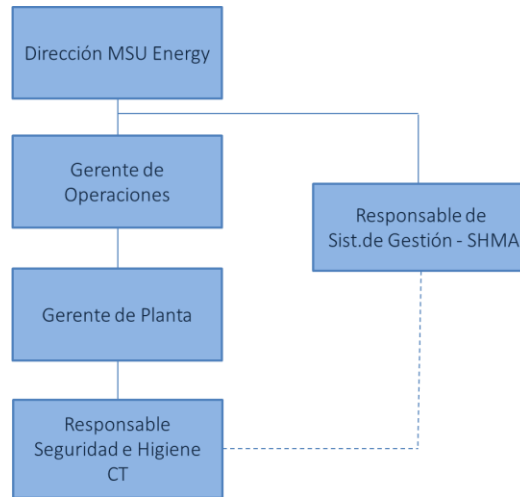 Dirección MSU Energy
Gerente de
Operaciones
Responsable de
Sist.de Gestión - SHMA
Gerente de Planta
Responsable
Seguridad e Higiene
CT